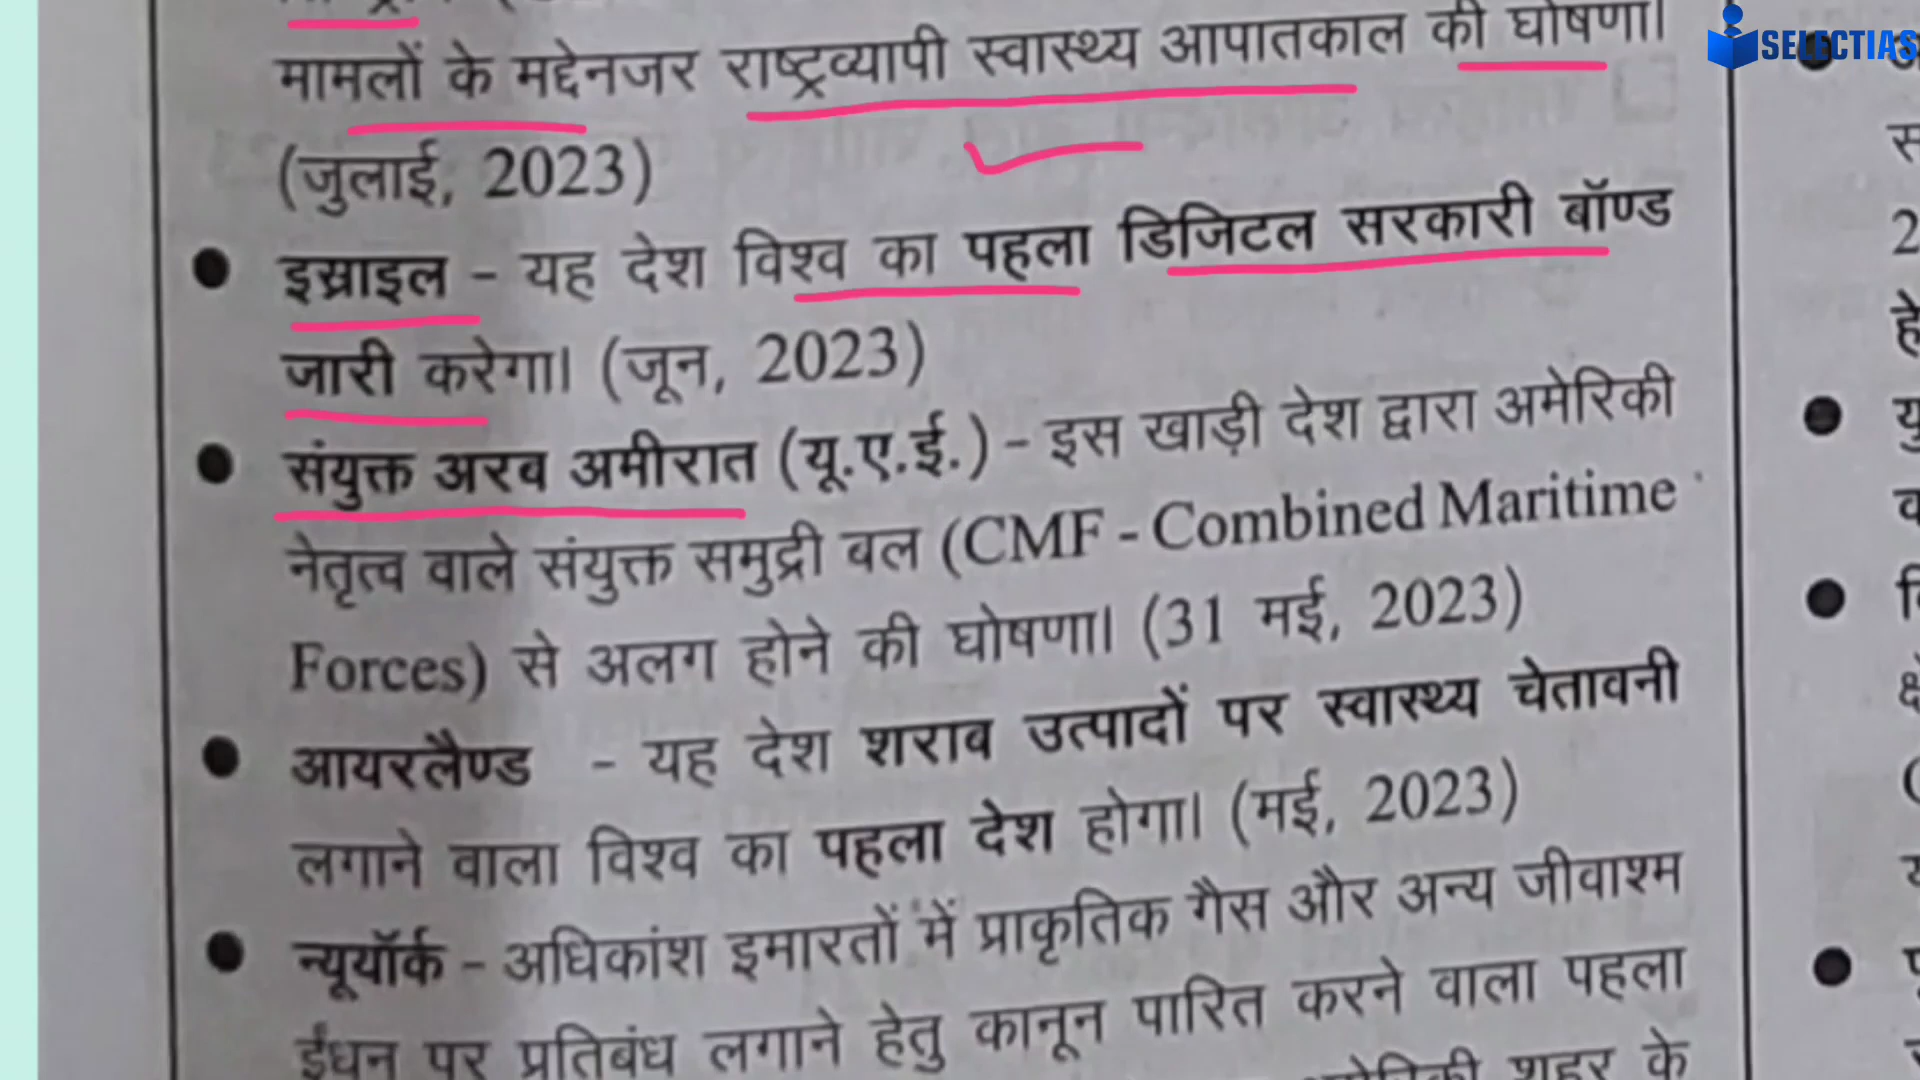 मामलों के मद्देनजर राष्ट्रव्यापी स्वास्थ्य आपातकाल की घोषणा।
(जुलाई, 2023)
● इस्राइल – यह देश विश्व का पहला डिजिटल सरकारी बॉण्ड
जारी करेगा। (जून, 2023)
● संयुक्त अरब अमीरात (यू.ए.ई.) – इस खाड़ी देश द्वारा अमेरिकी
नेतृत्व वाले संयुक्त समुद्री बल (CMF - Combined Maritime
Forces) से अलग होने की घोषणा। (31 मई, 2023)
● आयरलैण्ड – यह देश शराब उत्पादों पर स्वास्थ्य चेतावनी
लगाने वाला विश्व का पहला देश होगा। (मई, 2023)
● न्यूयॉर्क – अधिकांश इमारतों में प्राकृतिक गैस और अन्य जीवाश्म
ईंधन पर प्रतिबंध लगाने हेतु कानून पारित करने वाला पहला
शहर के
SELECTIAS